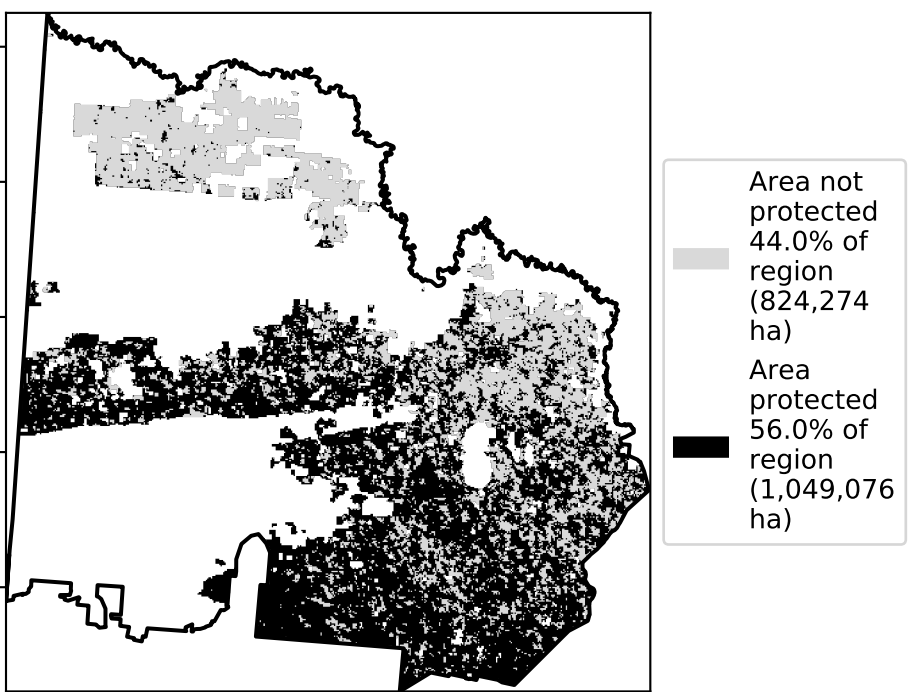 Area not
protected
44.0% of
region
(824,274
ha)
Area
protected
56.0% of
region
(1,049,076
ha)